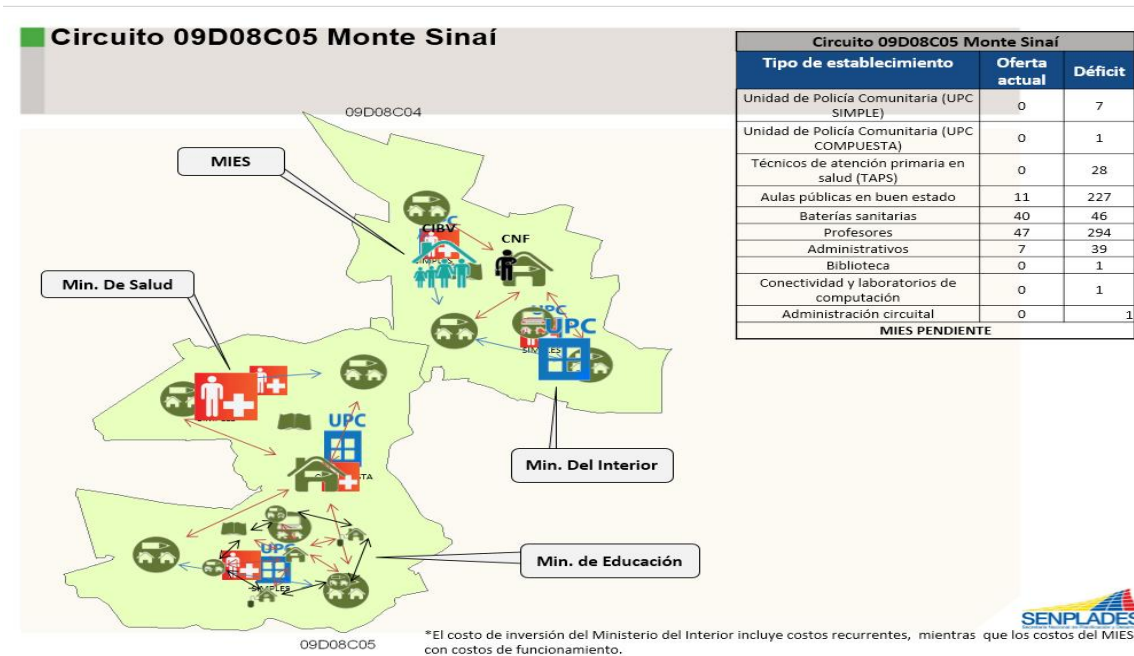 Circuito 09D08C05 Monte Sinaí
Circuito 09D08C05 Monte Sinaí
Tipo de establecimiento Oferta actual Déficit
Unidad de Policía Comunitaria (UPC SIMPLE) 0 7
Unidad de Policía Comunitaria (UPC COMPUESTA) 0 1
Técnicos de atención primaria en salud (TAPS) 0 28
Aulas públicas en buen estado 11 227
Baterías sanitarias 40 46
Profesores 47 294
Administrativos 7 39
Biblioteca 0 1
Conectividad y laboratorios de computación 0 1
Administración circuital 0 1
MIES PENDIENTE
09D08C04
MIES
CIBV
CNF
Min. De Salud
UPC
UPC
UPC
Min. Del Interior
UPC
Min. de Educación
09D08C05
SENPLADES
*El costo de inversión del Ministerio del Interior incluye costos recurrentes, mientras que los costos del MIES
con costos de funcionamiento.